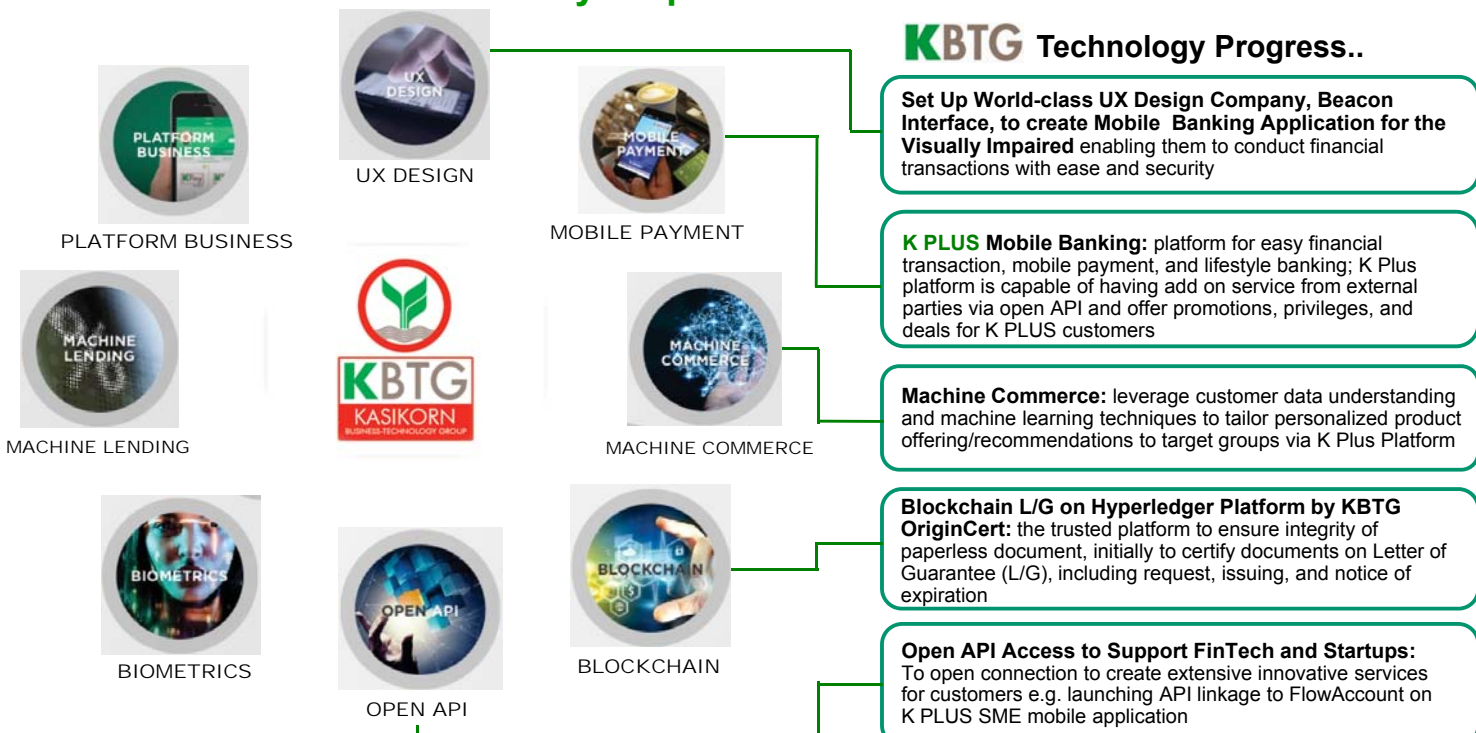 KBTG Technology Progress..
UX
DESIGN
UX DESIGN
PLATFORM
BUSINESS
PLATFORM BUSINESS
MOBILE
PAYMENT
MOBILE PAYMENT
MACHINE
LENDING
MACHINE LENDING
KBTG
KASIKORN
BUSINESS-TECHNOLOGY GROUP
MACHINE
COMMERCE
MACHINE COMMERCE
BIOMETRICS
BIOMETRICS
OPEN API
OPEN API
BLOCKCHAIN
BLOCKCHAIN
Set Up World-class UX Design Company, Beacon
Interface, to create Mobile Banking Application for the
Visually Impaired enabling them to conduct financial
transactions with ease and security
K PLUS Mobile Banking: platform for easy financial
transaction, mobile payment, and lifestyle banking; K Plus
platform is capable of having add on service from external
parties via open API and offer promotions, privileges, and
deals for K PLUS customers
Machine Commerce: leverage customer data understanding
and machine learning techniques to tailor personalized product
offering/recommendations to target groups via K Plus Platform
Blockchain L/G on Hyperledger Platform by KBTG
OriginCert: the trusted platform to ensure integrity of
paperless document, initially to certify documents on Letter of
Guarantee (L/G), including request, issuing, and notice of
expiration
Open API Access to Support FinTech and Startups:
To open connection to create extensive innovative services
for customers e.g. launching API linkage to FlowAccount on
K PLUS SME mobile application